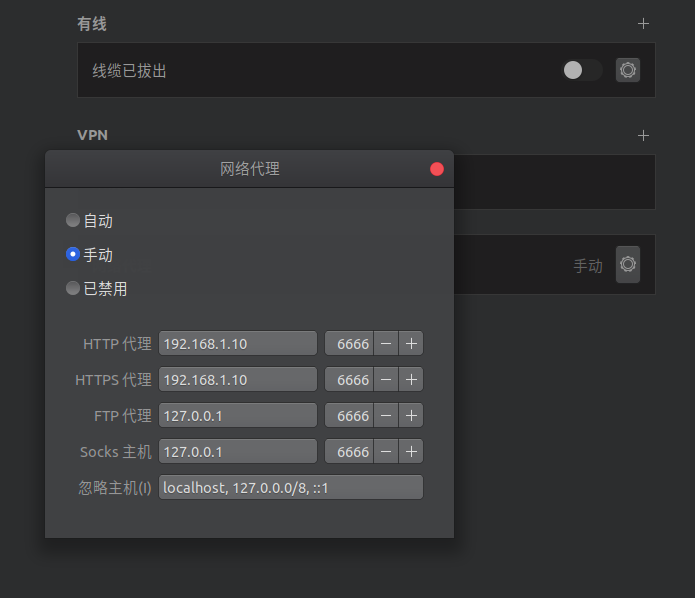 有线
线缆已拔出
VPN
网络代理
自动
手动
手动
已禁用
HTTP 代理 192.168.1.10 6666
HTTPS 代理 192.168.1.10 6666
FTP 代理 127.0.0.1 6666
Socks 主机 127.0.0.1 6666
忽略主机(I) localhost, 127.0.0.0/8, ::1